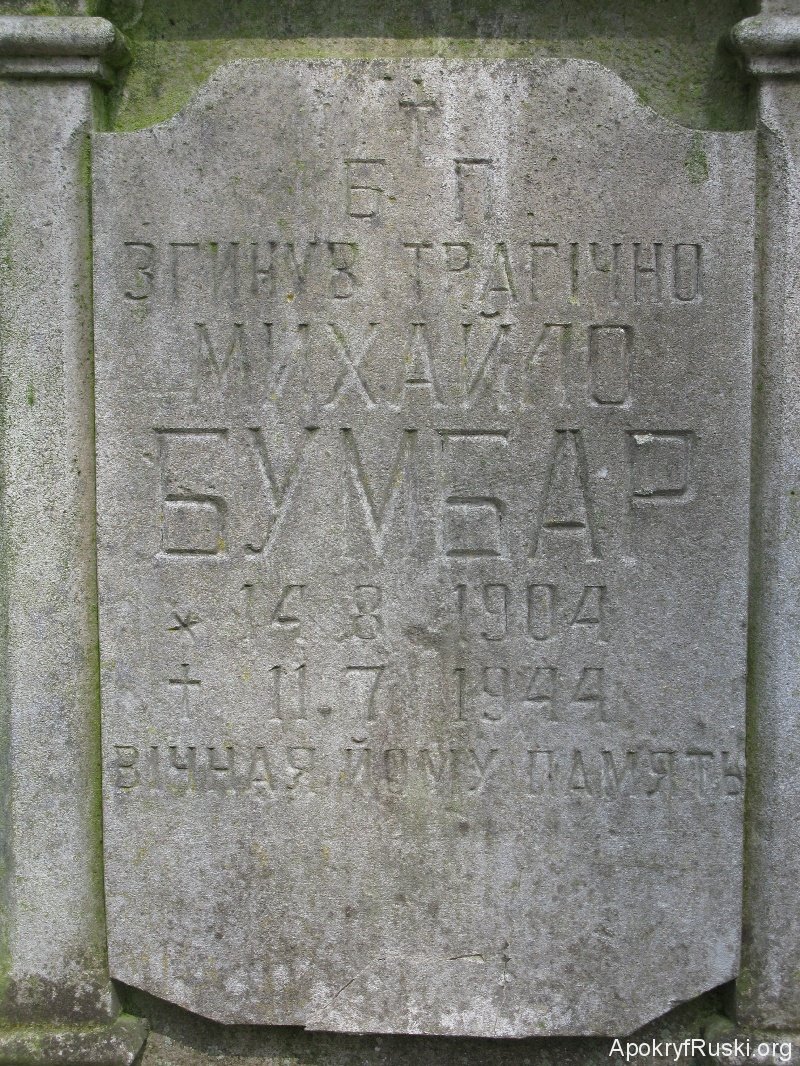 Б П
ЗГИНУВ ТРАГІЧНО
МИХАЙЛО
БУМБАР
* 14 8 1904
† 11.7 1944
ВІЧНАЯ ЙОМУ ПАМЯТЬ
ApokryfRuski.org